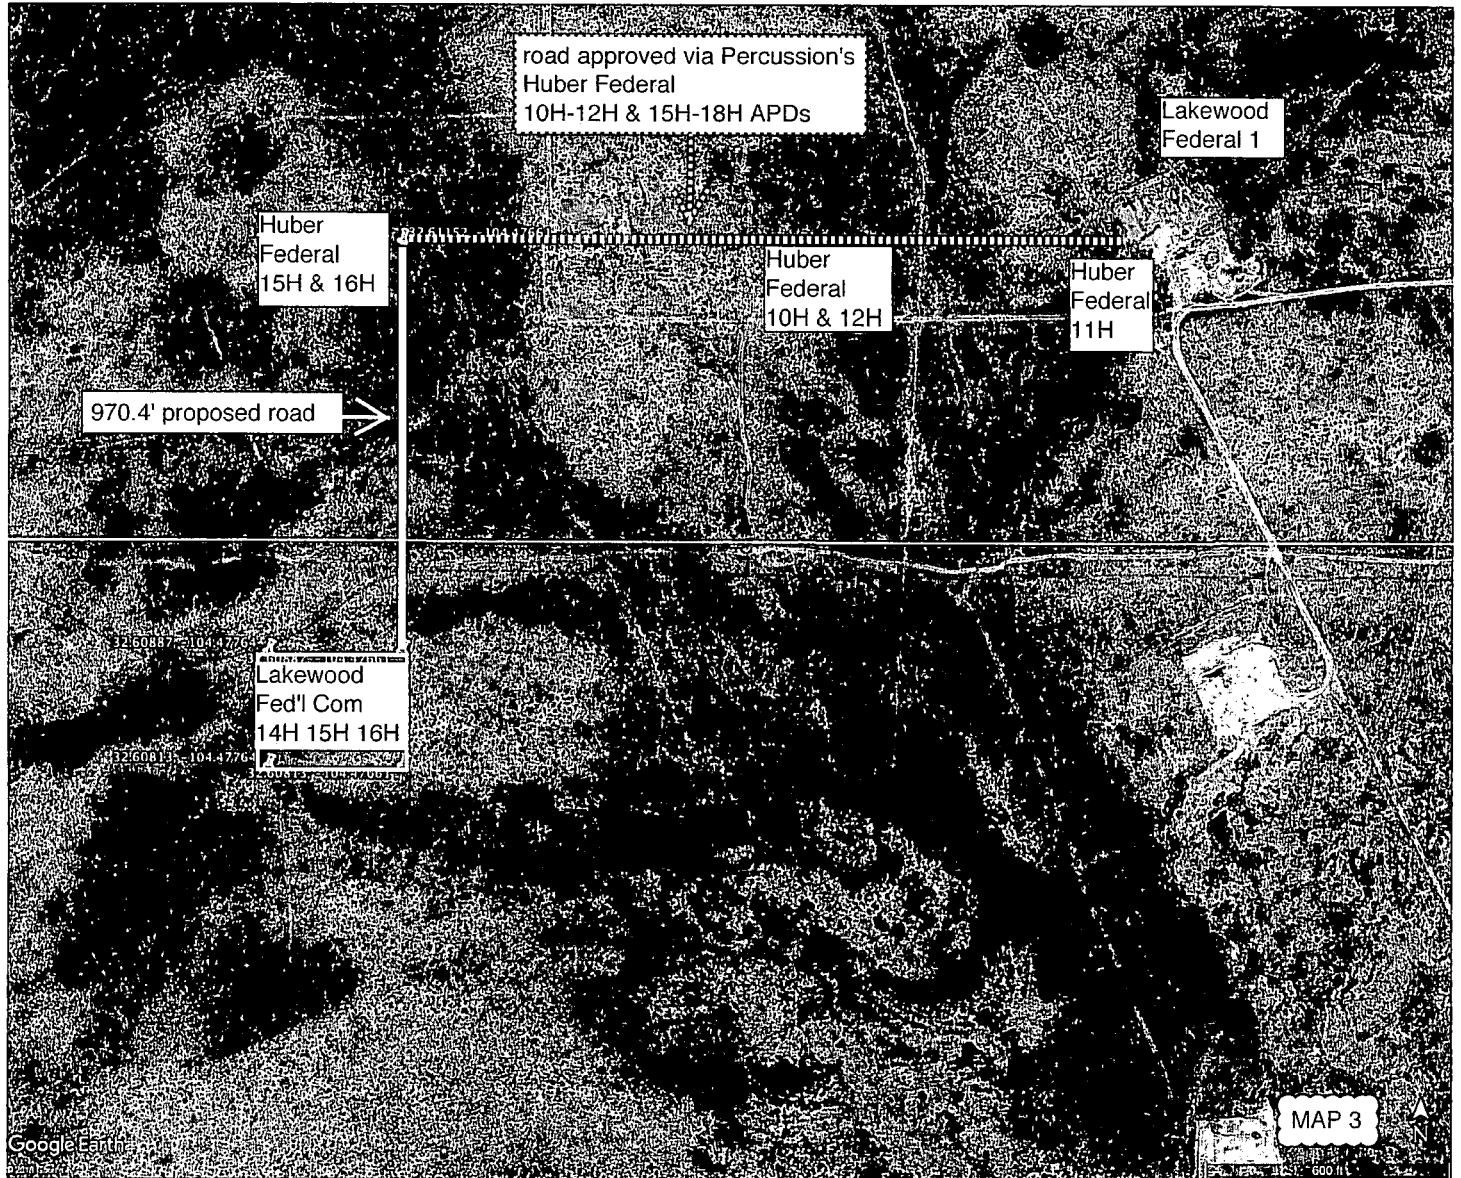 road approved via Percussion's
Huber Federal
10H-12H & 15H-18H APDs
Lakewood
Federal 1
Huber
Federal
15H & 16H
Huber
Federal
10H & 12H
Huber
Federal
11H
970.4' proposed road
Lakewood
Fed'l Com
14H 15H 16H
32.60813, -104.4776
MAP 3
N
Google Earth
600 ft